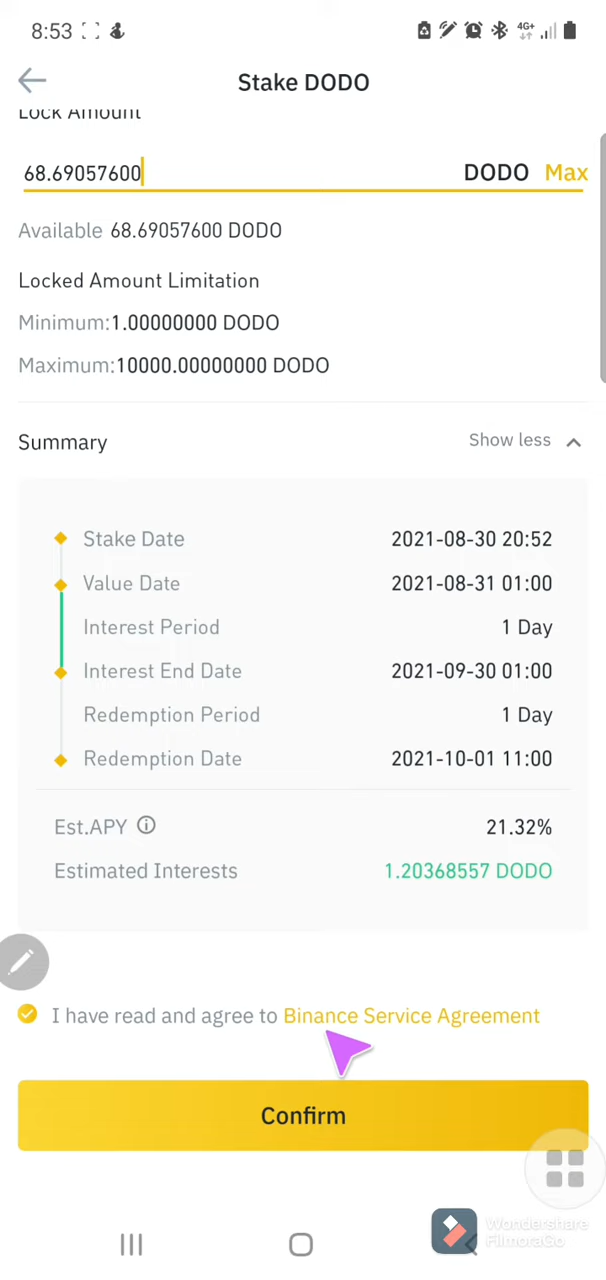 8:53 4G+
Stake DODO
Lock Amount
68.69057600 DODO Max
Available 68.69057600 DODO
Locked Amount Limitation
Minimum:1.00000000 DODO
Maximum:10000.00000000 DODO
Summary Show less
Stake Date 2021-08-30 20:52
Value Date 2021-08-31 01:00
Interest Period 1 Day
Interest End Date 2021-09-30 01:00
Redemption Period 1 Day
Redemption Date 2021-10-01 11:00
Est.APY 21.32%
Estimated Interests 1.20368557 DODO
I have read and agree to Binance Service Agreement
Confirm
Wondershare
FilmoraGo